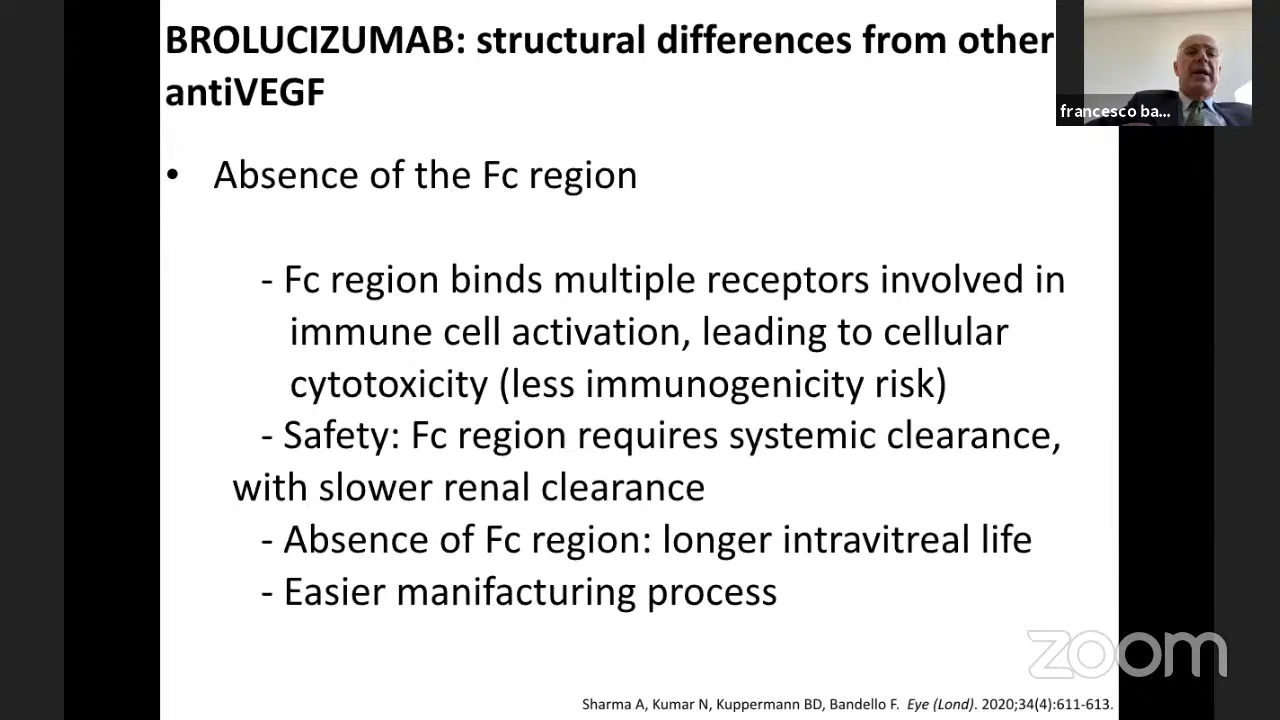 BROLUCIZUMAB: structural differences from other
antiVEGF
francesco ba...
• Absence of the Fc region
- Fc region binds multiple receptors involved in
immune cell activation, leading to cellular
cytotoxicity (less immunogenicity risk)
- Safety: Fc region requires systemic clearance,
with slower renal clearance
- Absence of Fc region: longer intravitreal life
- Easier manifacturing process
zoom
Sharma A, Kumar N, Kuppermann BD, Bandello F. Eye (Lond). 2020;34(4):611-613.